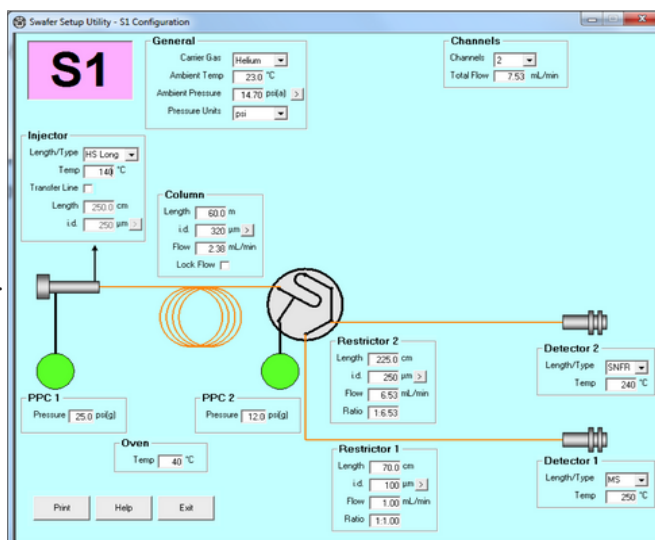 Swafer Setup Utility - S1 Configuration
S1
General
Carrier Gas Helium
Ambient Temp 23.0 °C
Ambient Pressure 14.70 psi(a) >
Pressure Units psi
Channels
Channels 2
Total Flow 7.53 mL/min
Injector
Length/Type HS Long
Temp 140 °C
Transfer Line
Length 250.0 cm
i.d. 250 µm >
Column
Length 60.0 m
i.d. 320 µm >
Flow 2.38 mL/min
Lock Flow
Restrictor 2
Length 225.0 cm
i.d. 250 µm >
Flow 6.53 mL/min
Ratio 1:6.53
Detector 2
Length/Type SNFR
Temp 240 °C
PPC 1
Pressure 25.0 psi(g)
PPC 2
Pressure 12.0 psi(g)
Oven
Temp 40 °C
Restrictor 1
Length 70.0 cm
i.d. 100 µm >
Flow 1.00 mL/min
Ratio 1:1.00
Detector 1
Length/Type MS
Temp 250 °C
Print Help Exit